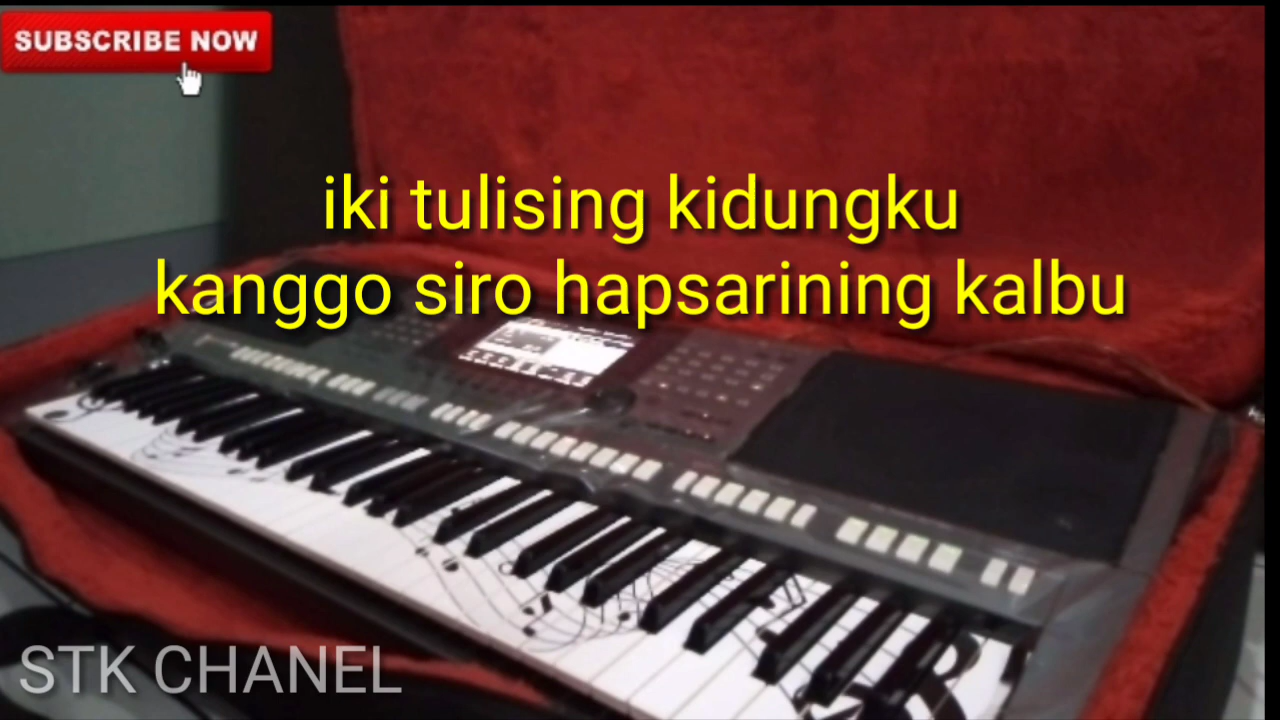 SUBSCRIBE NOW
iki tulising kidungku
kanggo siro hapsarining kalbu
STK CHANEL